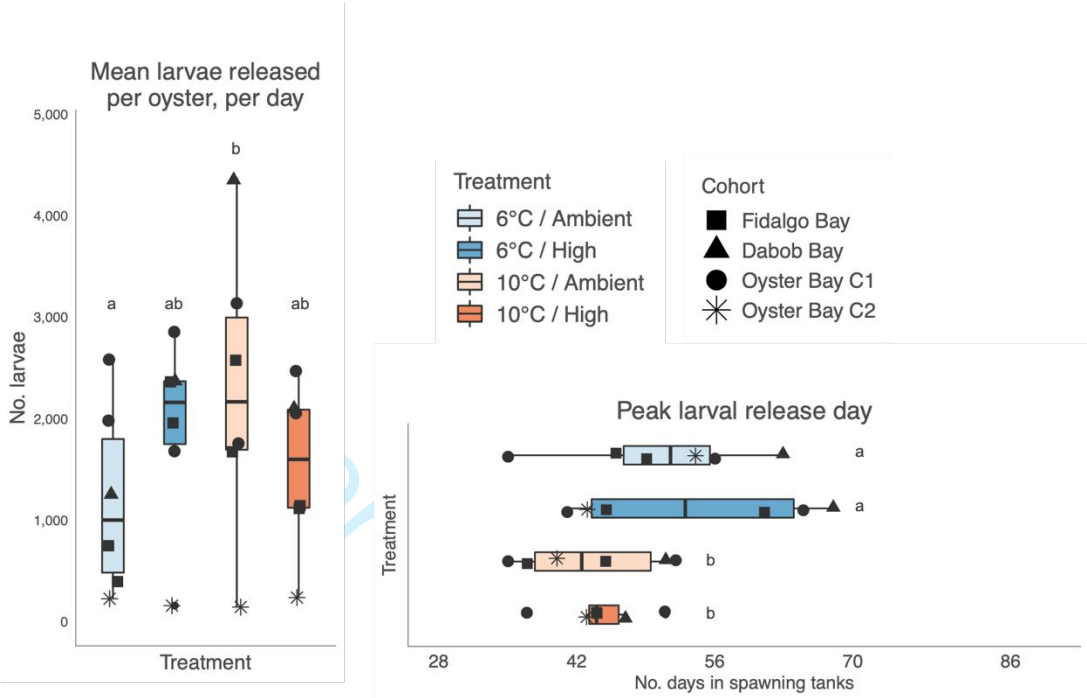 Mean larvae released
per oyster, per day
5,000
4,000
3,000
2,000
1,000
0
No. larvae
a
ab
b
ab
Treatment
Treatment
6°C / Ambient
6°C / High
10°C / Ambient
10°C / High
Cohort
Fidalgo Bay
Dabob Bay
Oyster Bay C1
Oyster Bay C2
Peak larval release day
Treatment
a
a
b
b
28
42
56
70
86
No. days in spawning tanks